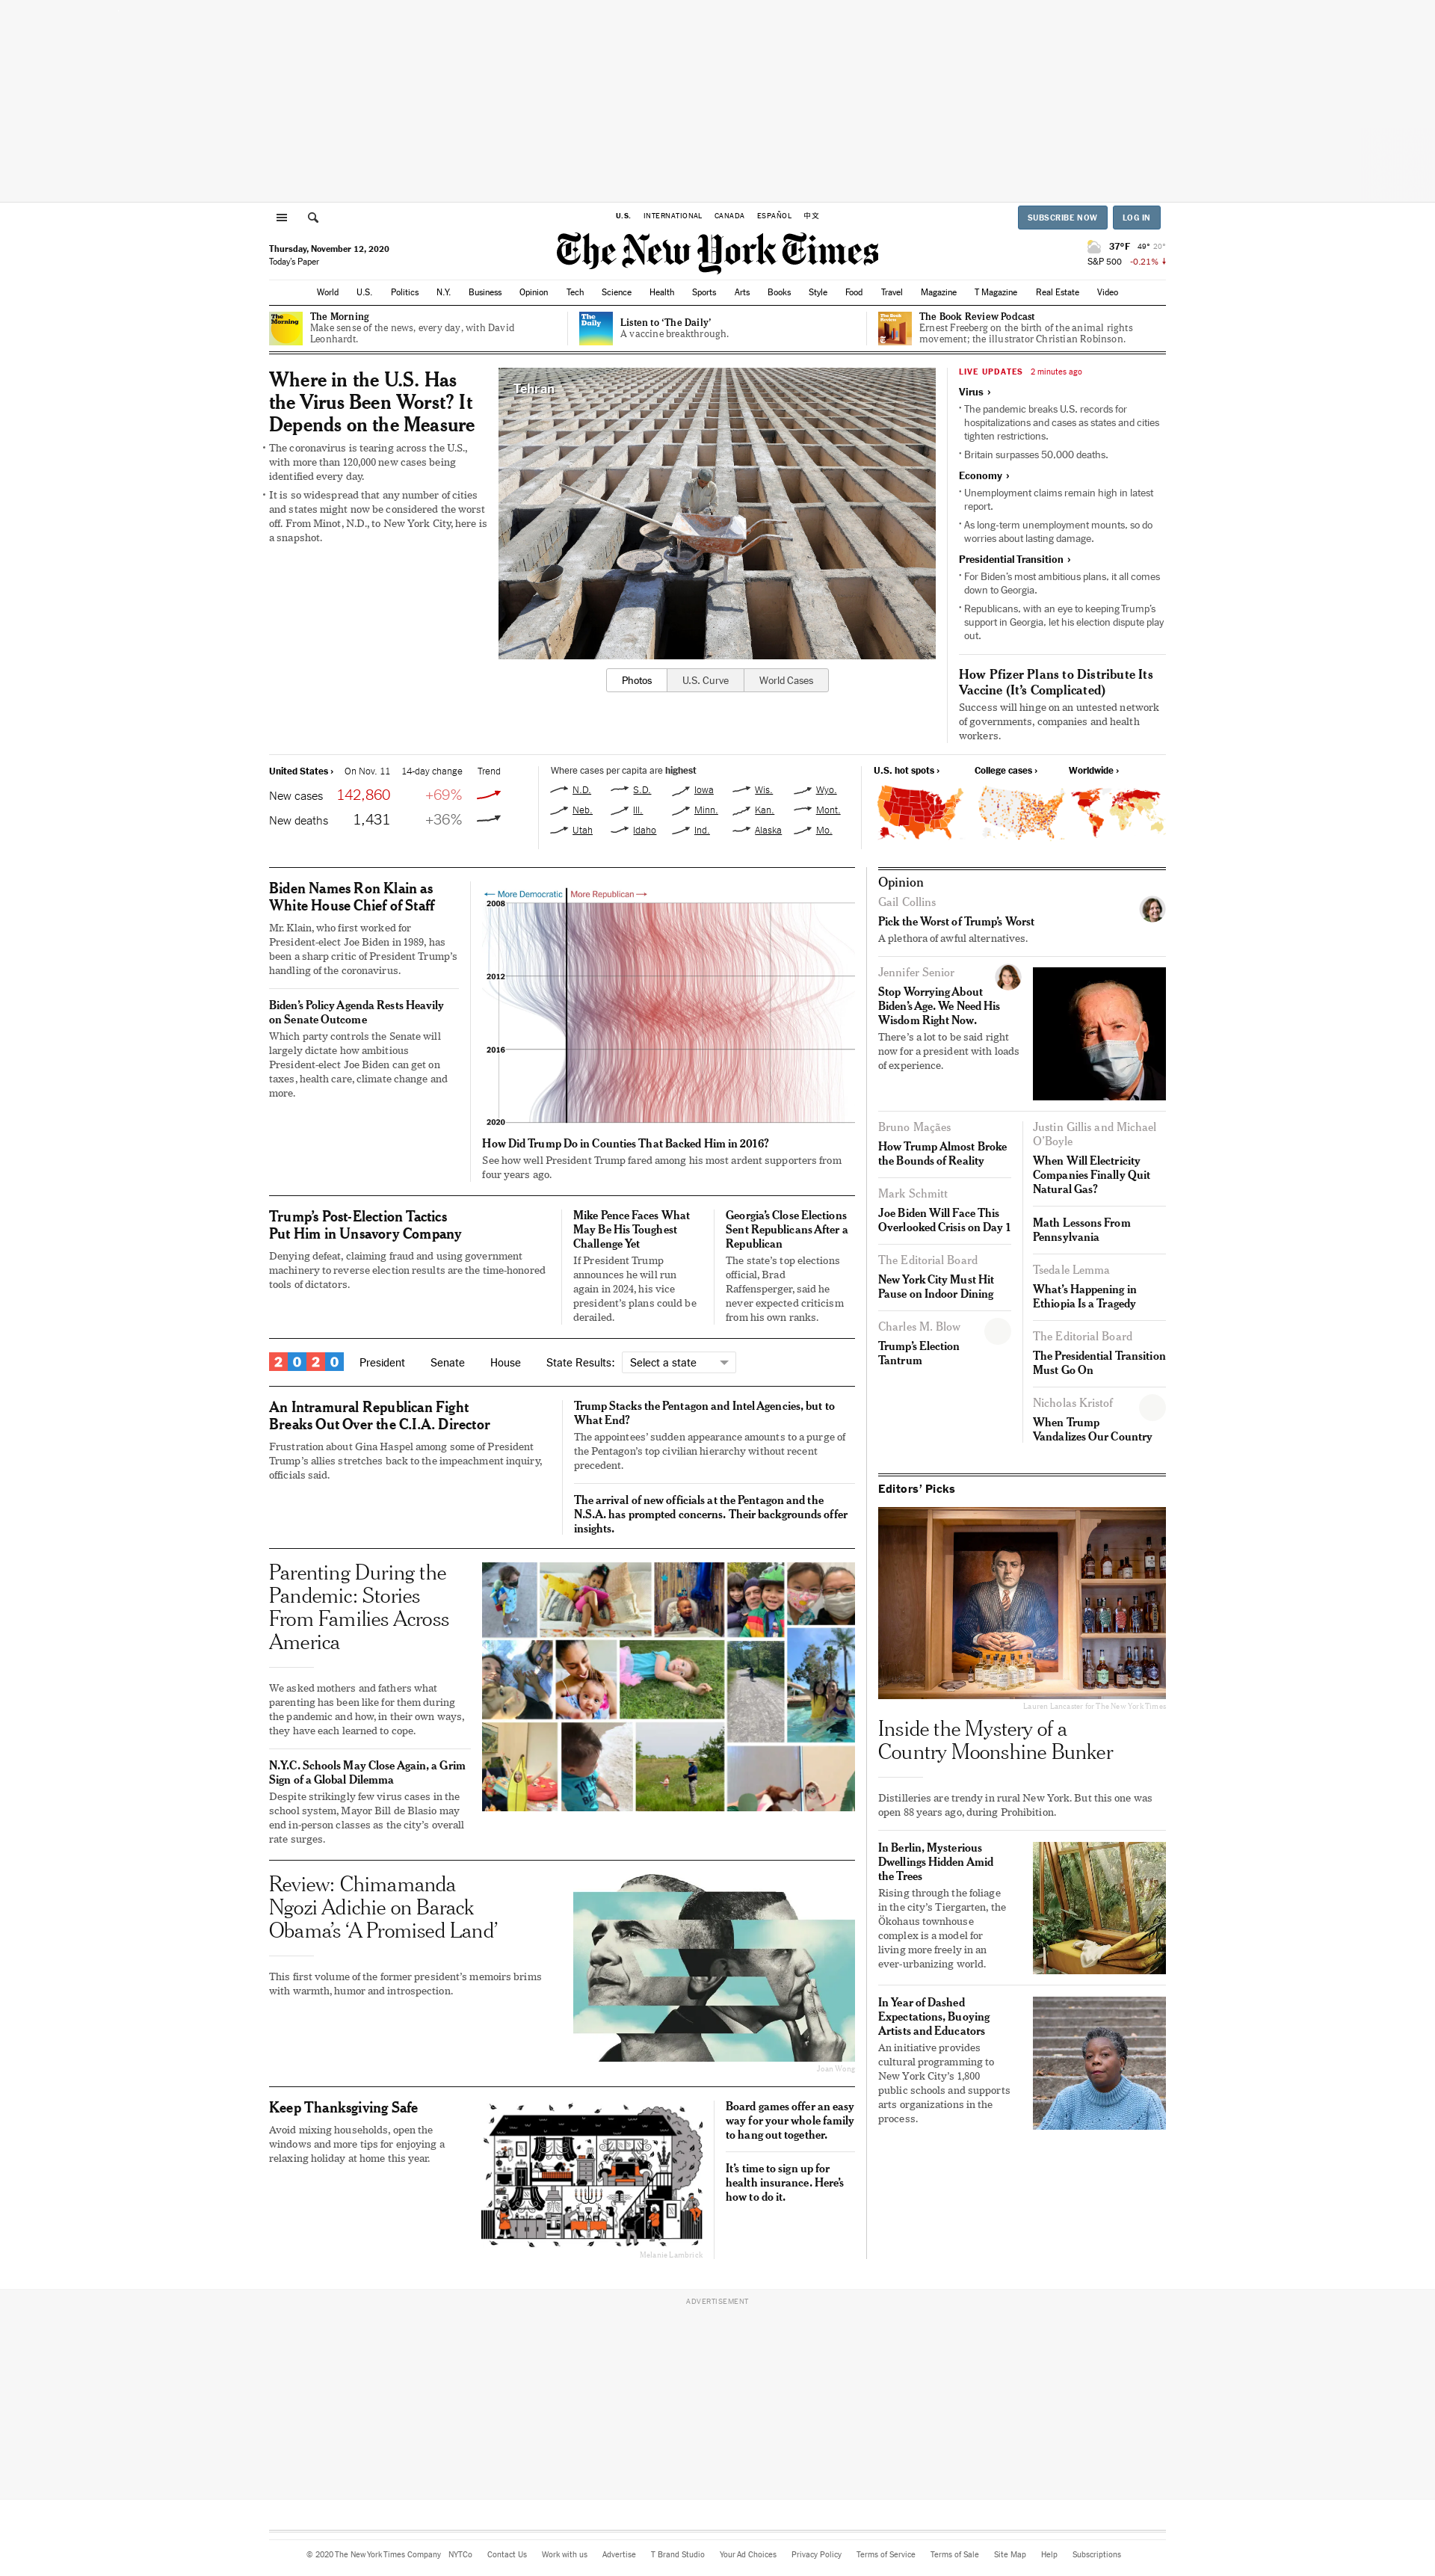 U.S.
INTERNATIONAL
CANADA
ESPAÑOL
中文
SUBSCRIBE NOW
LOG IN
Thursday, November 12, 2020
Today's Paper
The New York Times
37°F 49° 20°
S&P 500 -0.21%
World U.S. Politics N.Y. Business Opinion Tech Science Health Sports Arts Books Style Food Travel Magazine T Magazine Real Estate Video
The Morning
The Morning
Make sense of the news, every day, with David
Leonhardt.
The Daily
Listen to ‘The Daily’
A vaccine breakthrough.
The Book Review
The Book Review Podcast
Ernest Freeberg on the birth of the animal rights
movement; the illustrator Christian Robinson.
Where in the U.S. Has
the Virus Been Worst? It
Depends on the Measure
The coronavirus is tearing across the U.S.,
with more than 120,000 new cases being
identified every day.
It is so widespread that any number of cities
and states might now be considered the worst
off. From Minot, N.D., to New York City, here is
a snapshot.
Tehran
Photos
U.S. Curve
World Cases
LIVE UPDATES 2 minutes ago
Virus ›
The pandemic breaks U.S. records for
hospitalizations and cases as states and cities
tighten restrictions.
Britain surpasses 50,000 deaths.
Economy ›
Unemployment claims remain high in latest
report.
As long-term unemployment mounts, so do
worries about lasting damage.
Presidential Transition ›
For Biden’s most ambitious plans, it all comes
down to Georgia.
Republicans, with an eye to keeping Trump’s
support in Georgia, let his election dispute play
out.
How Pfizer Plans to Distribute Its
Vaccine (It’s Complicated)
Success will hinge on an untested network
of governments, companies and health
workers.
United States › On Nov. 11 14-day change Trend
New cases 142,860 +69%
New deaths 1,431 +36%
Where cases per capita are highest
N.D. S.D. Iowa Wis. Wyo.
Neb. Ill. Minn. Kan. Mont.
Utah Idaho Ind. Alaska Mo.
U.S. hot spots ›
College cases ›
Worldwide ›
Biden Names Ron Klain as
White House Chief of Staff
Mr. Klain, who first worked for
President-elect Joe Biden in 1989, has
been a sharp critic of President Trump’s
handling of the coronavirus.
Biden’s Policy Agenda Rests Heavily
on Senate Outcome
Which party controls the Senate will
largely dictate how ambitious
President-elect Joe Biden can get on
taxes, health care, climate change and
more.
← More Democratic
More Republican →
2008
2012
2016
2020
How Did Trump Do in Counties That Backed Him in 2016?
See how well President Trump fared among his most ardent supporters from
four years ago.
Trump’s Post-Election Tactics
Put Him in Unsavory Company
Denying defeat, claiming fraud and using government
machinery to reverse election results are the time-honored
tools of dictators.
Mike Pence Faces What
May Be His Toughest
Challenge Yet
If President Trump
announces he will run
again in 2024, his vice
president’s plans could be
derailed.
Georgia’s Close Elections
Sent Republicans After a
Republican
The state’s top elections
official, Brad
Raffensperger, said he
never expected criticism
from his own ranks.
2020
President
Senate
House
State Results:
Select a state
An Intramural Republican Fight
Breaks Out Over the C.I.A. Director
Frustration about Gina Haspel among some of President
Trump’s allies stretches back to the impeachment inquiry,
officials said.
Trump Stacks the Pentagon and Intel Agencies, but to
What End?
The appointees’ sudden appearance amounts to a purge of
the Pentagon’s top civilian hierarchy without recent
precedent.
The arrival of new officials at the Pentagon and the
N.S.A. has prompted concerns. Their backgrounds offer
insights.
Parenting During the
Pandemic: Stories
From Families Across
America
We asked mothers and fathers what
parenting has been like for them during
the pandemic and how, in their own ways,
they have each learned to cope.
N.Y.C. Schools May Close Again, a Grim
Sign of a Global Dilemma
Despite strikingly few virus cases in the
school system, Mayor Bill de Blasio may
end in-person classes as the city’s overall
rate surges.
Review: Chimamanda
Ngozi Adichie on Barack
Obama’s ‘A Promised Land’
This first volume of the former president’s memoirs brims
with warmth, humor and introspection.
Joan Wong
Keep Thanksgiving Safe
Avoid mixing households, open the
windows and more tips for enjoying a
relaxing holiday at home this year.
Melanie Lambrick
Board games offer an easy
way for your whole family
to hang out together.
It’s time to sign up for
health insurance. Here’s
how to do it.
Opinion
Gail Collins
Pick the Worst of Trump’s Worst
A plethora of awful alternatives.
Jennifer Senior
Stop Worrying About
Biden’s Age. We Need His
Wisdom Right Now.
There’s a lot to be said right
now for a president with loads
of experience.
Bruno Maçães
How Trump Almost Broke
the Bounds of Reality
Mark Schmitt
Joe Biden Will Face This
Overlooked Crisis on Day 1
The Editorial Board
New York City Must Hit
Pause on Indoor Dining
Charles M. Blow
Trump’s Election
Tantrum
Justin Gillis and Michael
O’Boyle
When Will Electricity
Companies Finally Quit
Natural Gas?
Math Lessons From
Pennsylvania
Tsedale Lemma
What’s Happening in
Ethiopia Is a Tragedy
The Editorial Board
The Presidential Transition
Must Go On
Nicholas Kristof
When Trump
Vandalizes Our Country
Editors’ Picks
Lauren Lancaster for The New York Times
Inside the Mystery of a
Country Moonshine Bunker
Distilleries are trendy in rural New York. But this one was
open 88 years ago, during Prohibition.
In Berlin, Mysterious
Dwellings Hidden Amid
the Trees
Rising through the foliage
in the city’s Tiergarten, the
Ökohaus townhouse
complex is a model for
living more freely in an
ever-urbanizing world.
In Year of Dashed
Expectations, Buoying
Artists and Educators
An initiative provides
cultural programming to
New York City’s 1,800
public schools and supports
arts organizations in the
process.
ADVERTISEMENT
© 2020 The New York Times Company NYTCo Contact Us Work with us Advertise T Brand Studio Your Ad Choices Privacy Policy Terms of Service Terms of Sale Site Map Help Subscriptions